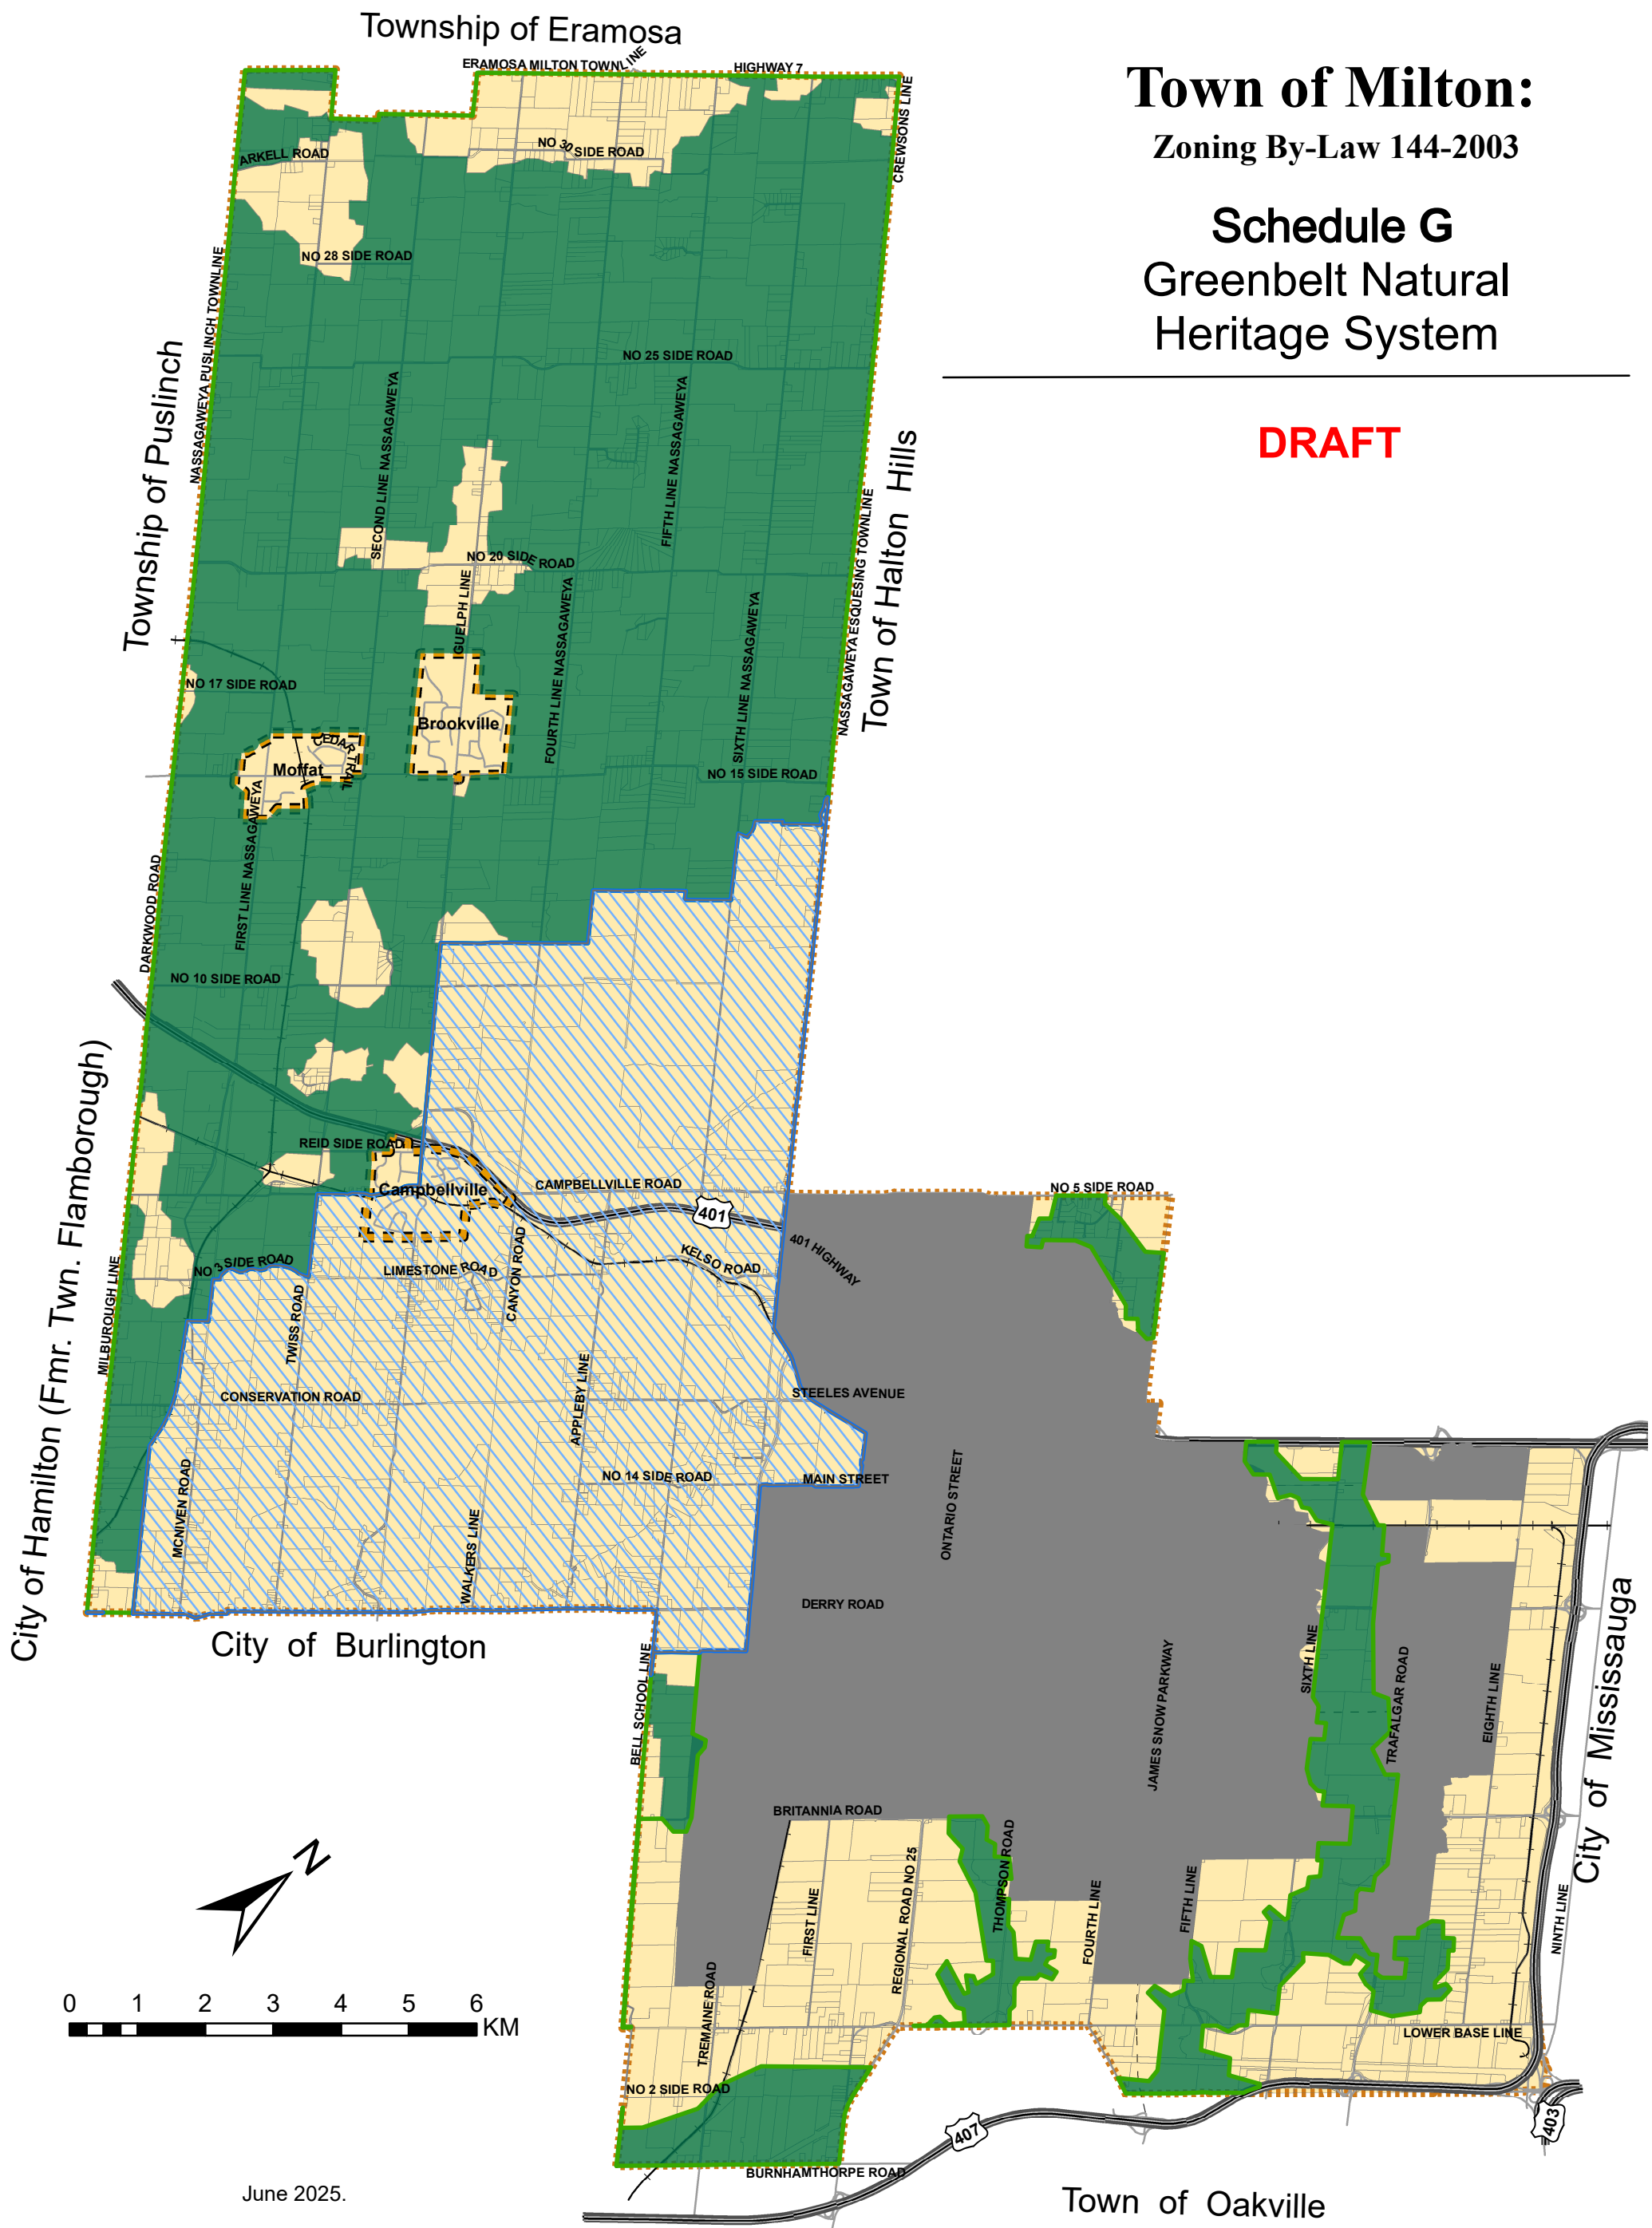 Township of Eramosa
ERAMOSA MILTON TOWNLINE
HIGHWAY 7
CREWSONS LINE
Town of Milton:
Zoning By-Law 144-2003
Schedule G
Greenbelt Natural
Heritage System
DRAFT
ARKELL ROAD
NO 30 SIDE ROAD
NO 28 SIDE ROAD
NASSAGAWEYA PUSLINCH TOWNLINE
Township of Puslinch
NO 25 SIDE ROAD
SECOND LINE NASSAGAWEYA
FIFTH LINE NASSAGAWEYA
Town of Halton Hills
NASSAGAWEYA ESQUESING TOWNLINE
NO 20 SIDE ROAD
GUELPH LINE
FOURTH LINE NASSAGAWEYA
SIXTH LINE NASSAGAWEYA
NO 17 SIDE ROAD
Brookville
CEDAR TRAIL
Moffat
NO 15 SIDE ROAD
FIRST LINE NASSAGAWEYA
DARKWOOD ROAD
NO 10 SIDE ROAD
City of Hamilton (Fmr. Twn. Flamborough)
REID SIDE ROAD
Campbellville
CAMPBELLVILLE ROAD
401
401 HIGHWAY
NO 5 SIDE ROAD
NO 3 SIDE ROAD
LIMESTONE ROAD
KELSO ROAD
CANYON ROAD
MILBUROUGH LINE
TWISS ROAD
CONSERVATION ROAD
APPLEBY LINE
STEELES AVENUE
MCNIVEN ROAD
NO 14 SIDE ROAD
MAIN STREET
ONTARIO STREET
WALKERS LINE
DERRY ROAD
City of Burlington
BELL SCHOOL LINE
JAMES SNOW PARKWAY
SIXTH LINE
TRAFALGAR ROAD
EIGHTH LINE
City of Mississauga
BRITANNIA ROAD
N
FIRST LINE
REGIONAL ROAD NO 25
THOMPSON ROAD
FOURTH LINE
FIFTH LINE
NINTH LINE
0 1 2 3 4 5 6
KM
TREMAINE ROAD
LOWER BASE LINE
NO 2 SIDE ROAD
407
403
BURNHAMTHORPE ROAD
June 2025.
Town of Oakville